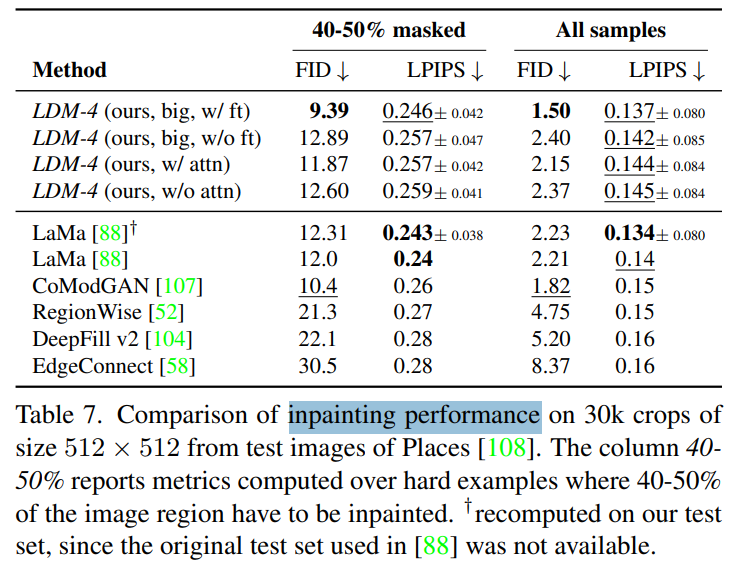 40-50% masked All samples
Method FID ↓ LPIPS ↓ FID ↓ LPIPS ↓
LDM-4 (ours, big, w/ ft) 9.39 0.246± 0.042 1.50 0.137± 0.080
LDM-4 (ours, big, w/o ft) 12.89 0.257± 0.047 2.40 0.142± 0.085
LDM-4 (ours, w/ attn) 11.87 0.257± 0.042 2.15 0.144± 0.084
LDM-4 (ours, w/o attn) 12.60 0.259± 0.041 2.37 0.145± 0.084
LaMa [88]† 12.31 0.243± 0.038 2.23 0.134± 0.080
LaMa [88] 12.0 0.24 2.21 0.14
CoModGAN [107] 10.4 0.26 1.82 0.15
RegionWise [52] 21.3 0.27 4.75 0.15
DeepFill v2 [104] 22.1 0.28 5.20 0.16
EdgeConnect [58] 30.5 0.28 8.37 0.16
Table 7. Comparison of inpainting performance on 30k crops of
size 512 × 512 from test images of Places [108]. The column 40-
50% reports metrics computed over hard examples where 40-50%
of the image region have to be inpainted. †recomputed on our test
set, since the original test set used in [88] was not available.